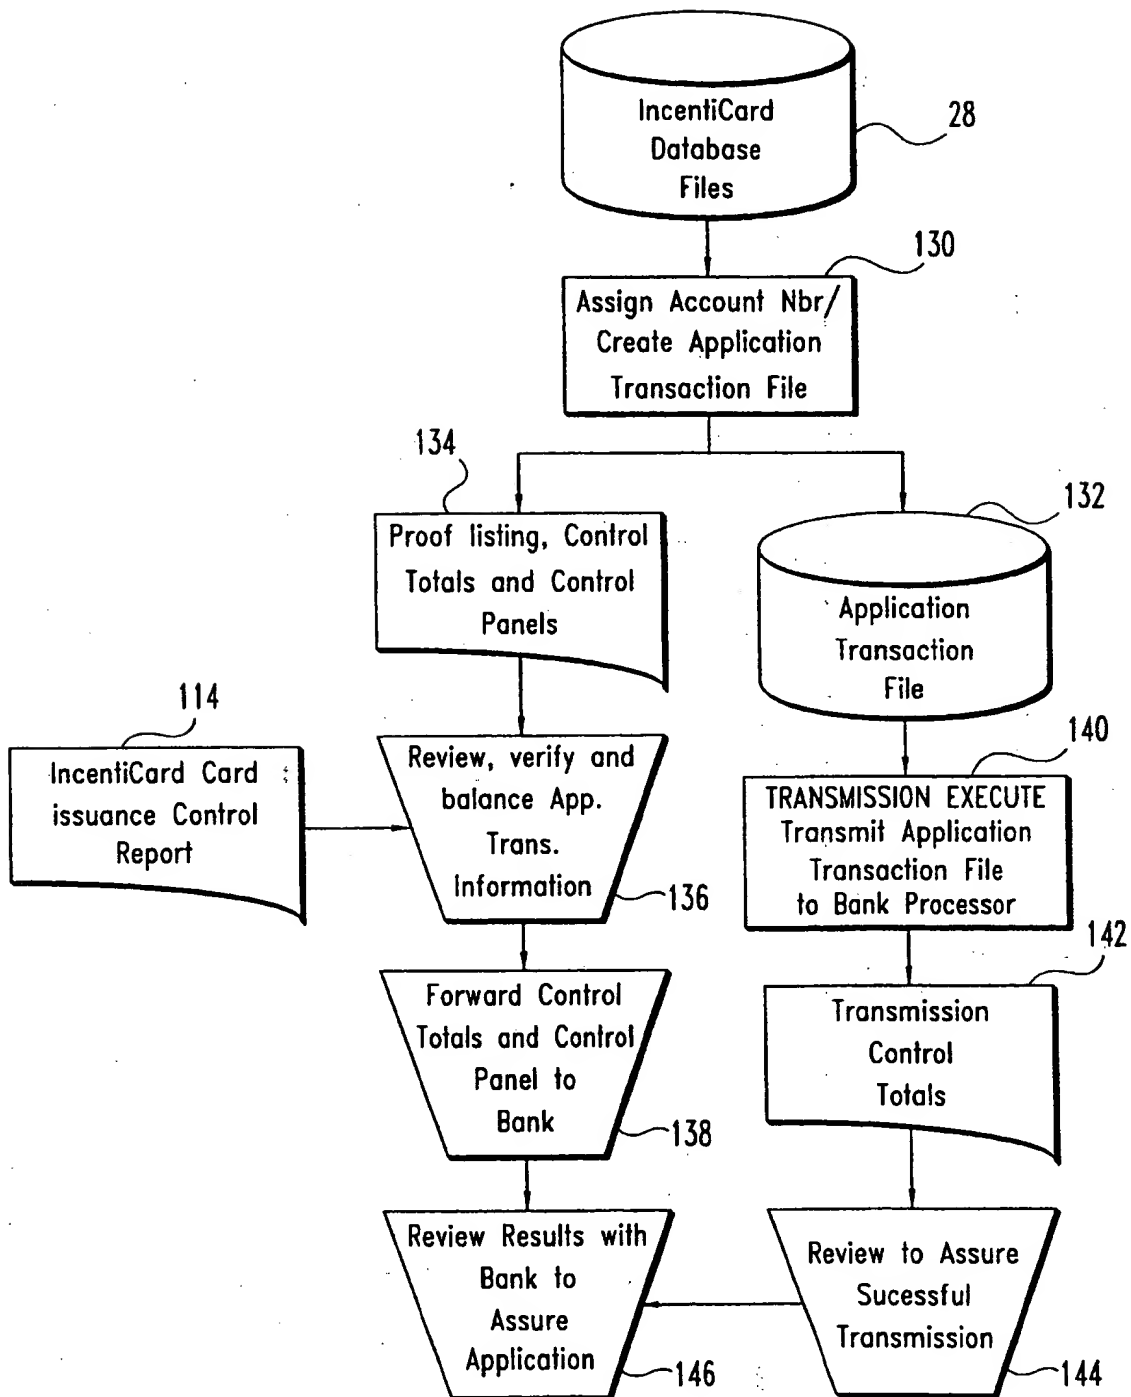 IncentiCard
Database
Files
28
130
Assign Account Nbr/
Create Application
Transaction File
134
Proof listing, Control
Totals and Control
Panels
132
Application
Transaction
File
114
IncentiCard Card
issuance Control
Report
Review, verify and
balance App.
Trans.
Information
136
140
TRANSMISSION EXECUTE
Transmit Application
Transaction File
to Bank Processor
Forward Control
Totals and Control
Panel to
Bank
138
142
Transmission
Control
Totals
Review Results with
Bank to
Assure
Application
146
Review to Assure
Sucessful
Transmission
144